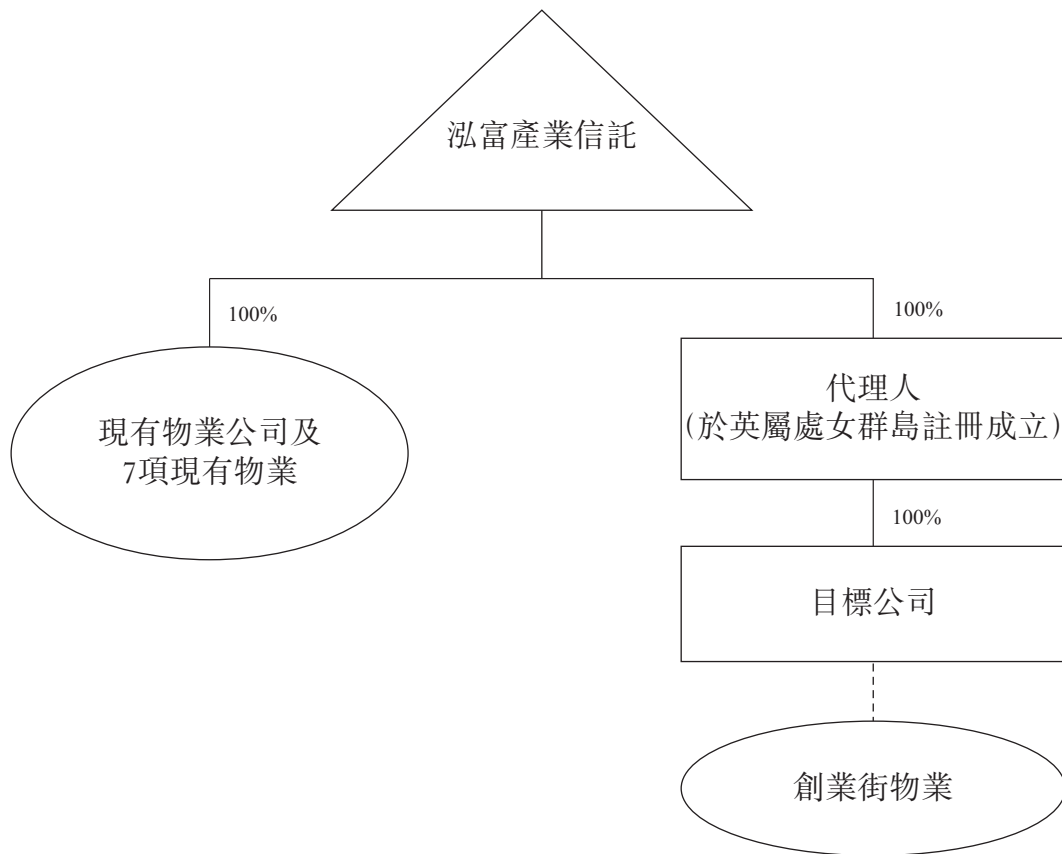 泓富產業信託
100%
100%
現有物業公司及
7項現有物業
代理人
(於英屬處女群島註冊成立)
100%
目標公司
創業街物業